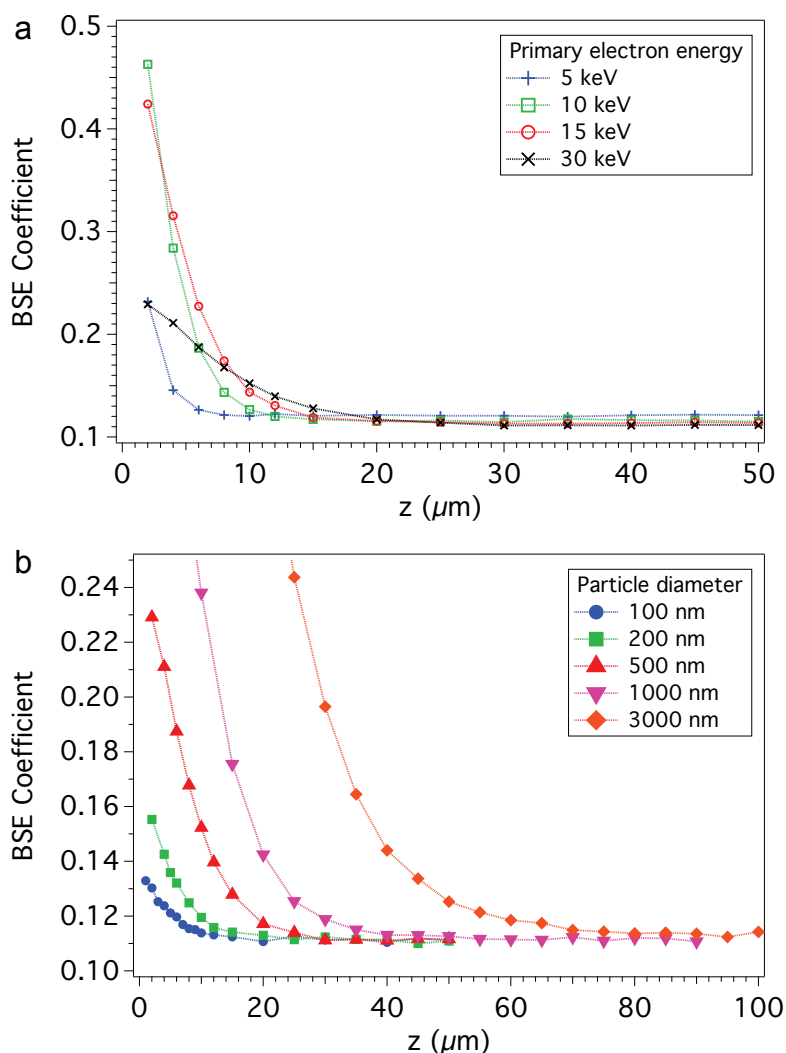 a
0.5
0.4
0.3
0.2
0.1
BSE Coefficient
Primary electron energy
5 keV
10 keV
15 keV
30 keV
0 10 20 30 40 50
z (µm)
b
0.24
0.22
0.20
0.18
0.16
0.14
0.12
0.10
BSE Coefficient
Particle diameter
100 nm
200 nm
500 nm
1000 nm
3000 nm
0 20 40 60 80 100
z (µm)